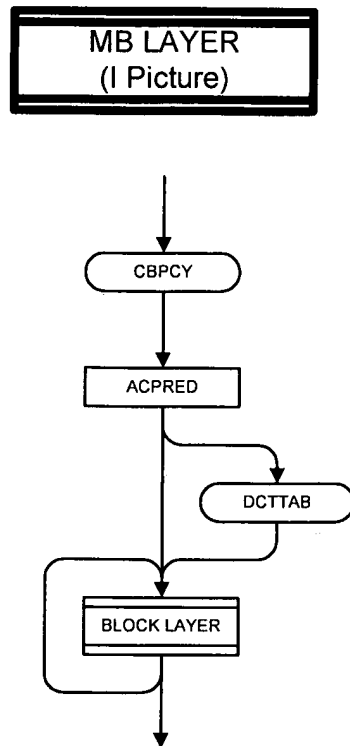 MB LAYER
(I Picture)
CBPCY
ACPRED
DCTTAB
BLOCK LAYER